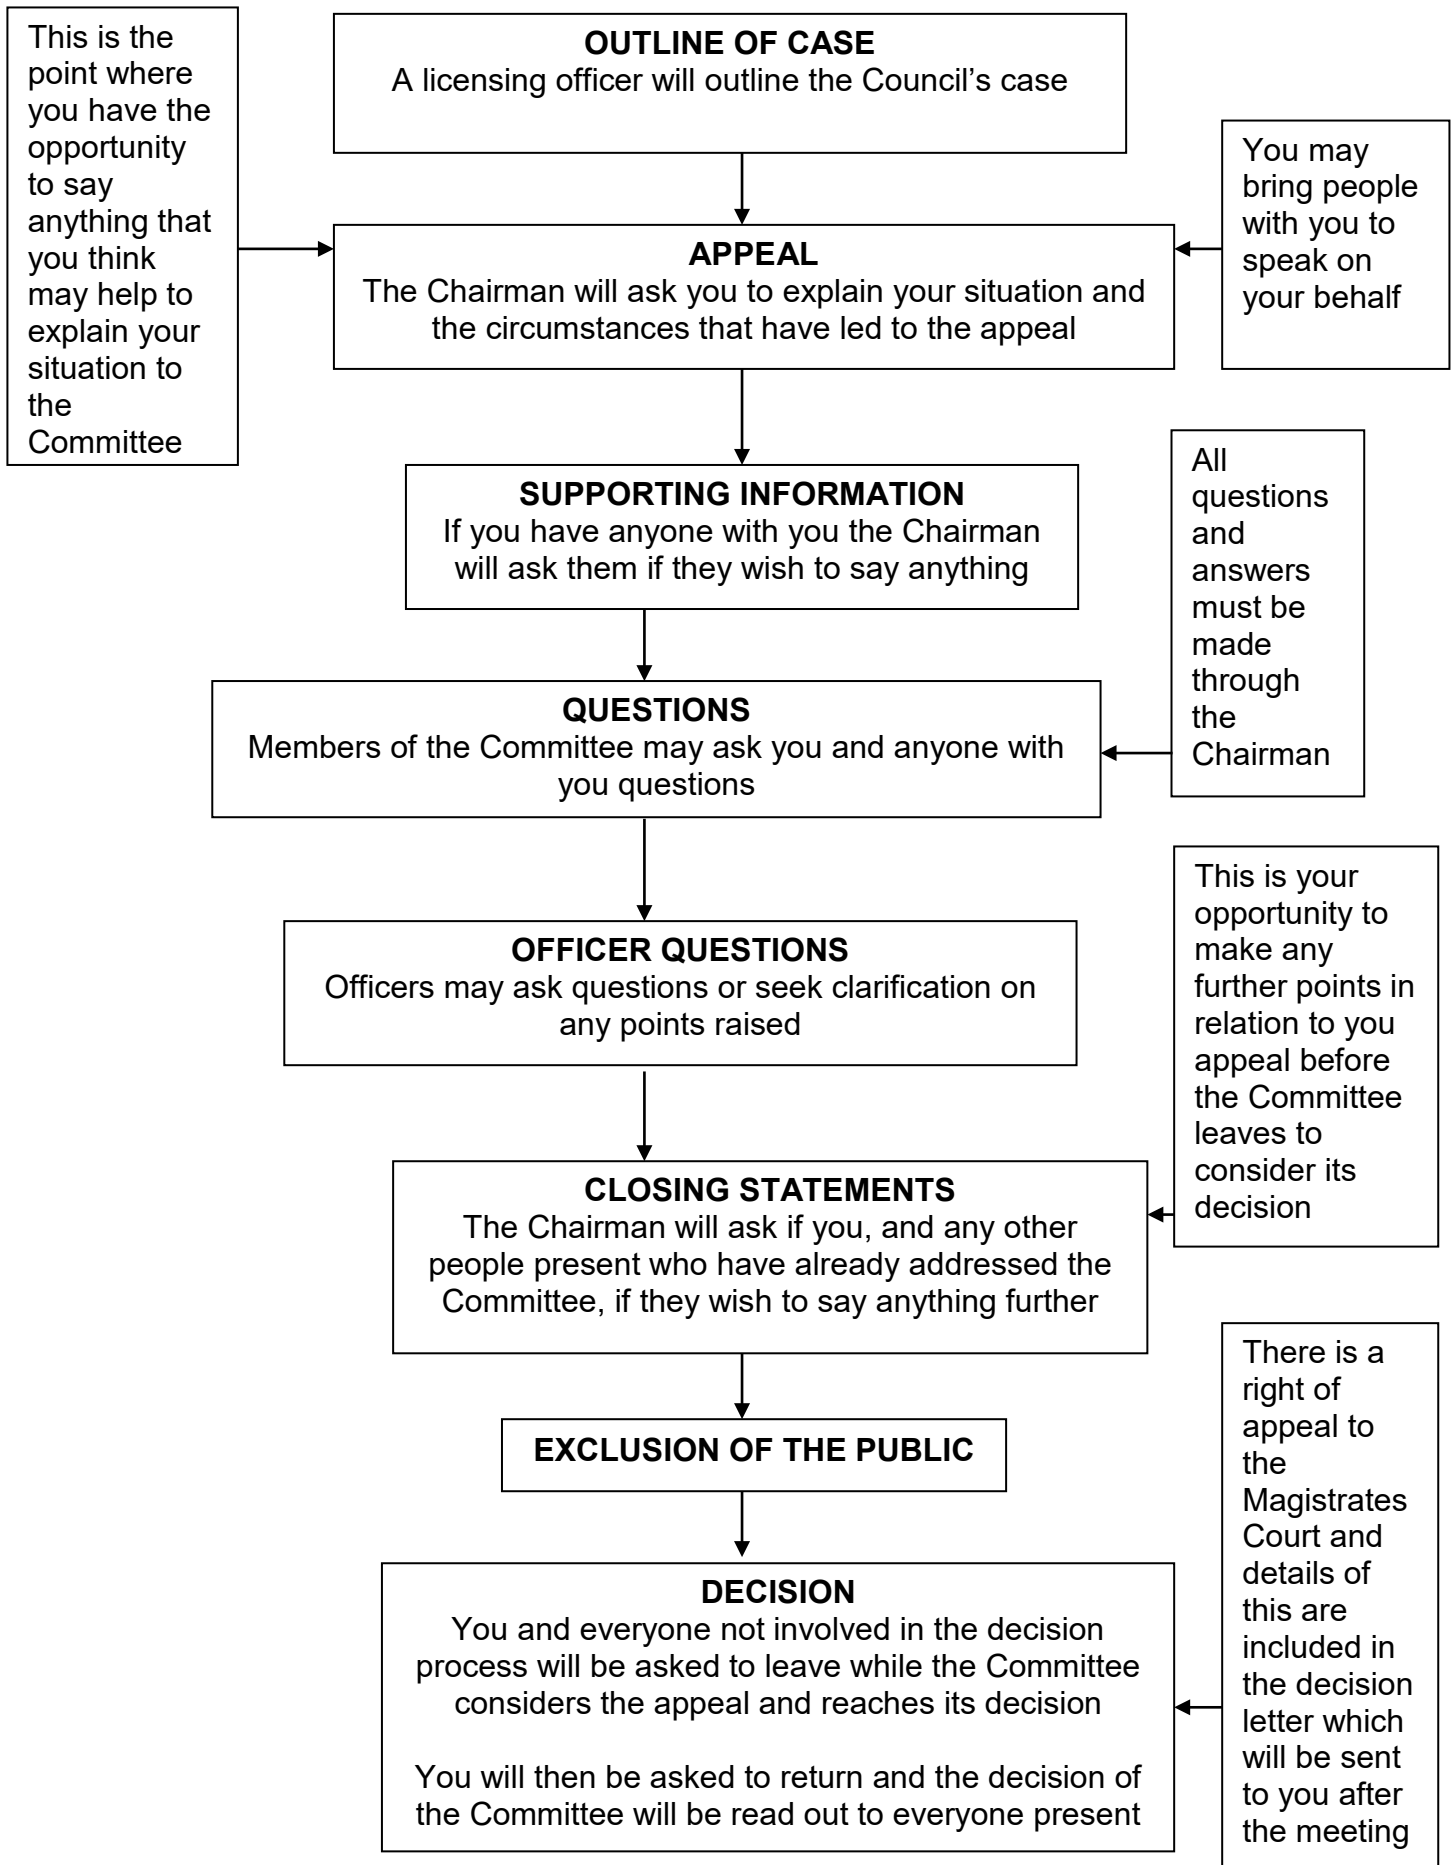 This is the
point where
you have the
opportunity
to say
anything that
you think
may help to
explain your
situation to
the
Committee
OUTLINE OF CASE
A licensing officer will outline the Council’s case
You may
bring people
with you to
speak on
your behalf
APPEAL
The Chairman will ask you to explain your situation and
the circumstances that have led to the appeal
SUPPORTING INFORMATION
If you have anyone with you the Chairman
will ask them if they wish to say anything
All
questions
and
answers
must be
made
through
the
Chairman
QUESTIONS
Members of the Committee may ask you and anyone with
you questions
OFFICER QUESTIONS
Officers may ask questions or seek clarification on
any points raised
This is your
opportunity to
make any
further points in
relation to you
appeal before
the Committee
leaves to
consider its
decision
CLOSING STATEMENTS
The Chairman will ask if you, and any other
people present who have already addressed the
Committee, if they wish to say anything further
EXCLUSION OF THE PUBLIC
There is a
right of
appeal to
the
Magistrates
Court and
details of
this are
included in
the decision
letter which
will be sent
to you after
the meeting
DECISION
You and everyone not involved in the decision
process will be asked to leave while the Committee
considers the appeal and reaches its decision
You will then be asked to return and the decision of
the Committee will be read out to everyone present